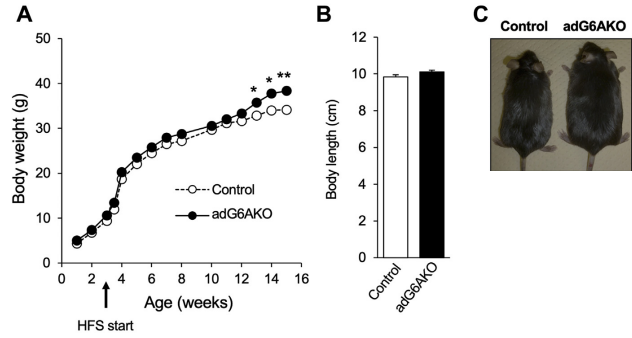 A
Body weight (g)
50
40
30
20
10
0
0 2 4 6 8 10 12 14 16
Age (weeks)
HFS start
* * **
Control
adG6AKO
B
Body length (cm)
12
10
8
6
4
2
0
Control
adG6AKO
C
Control adG6AKO